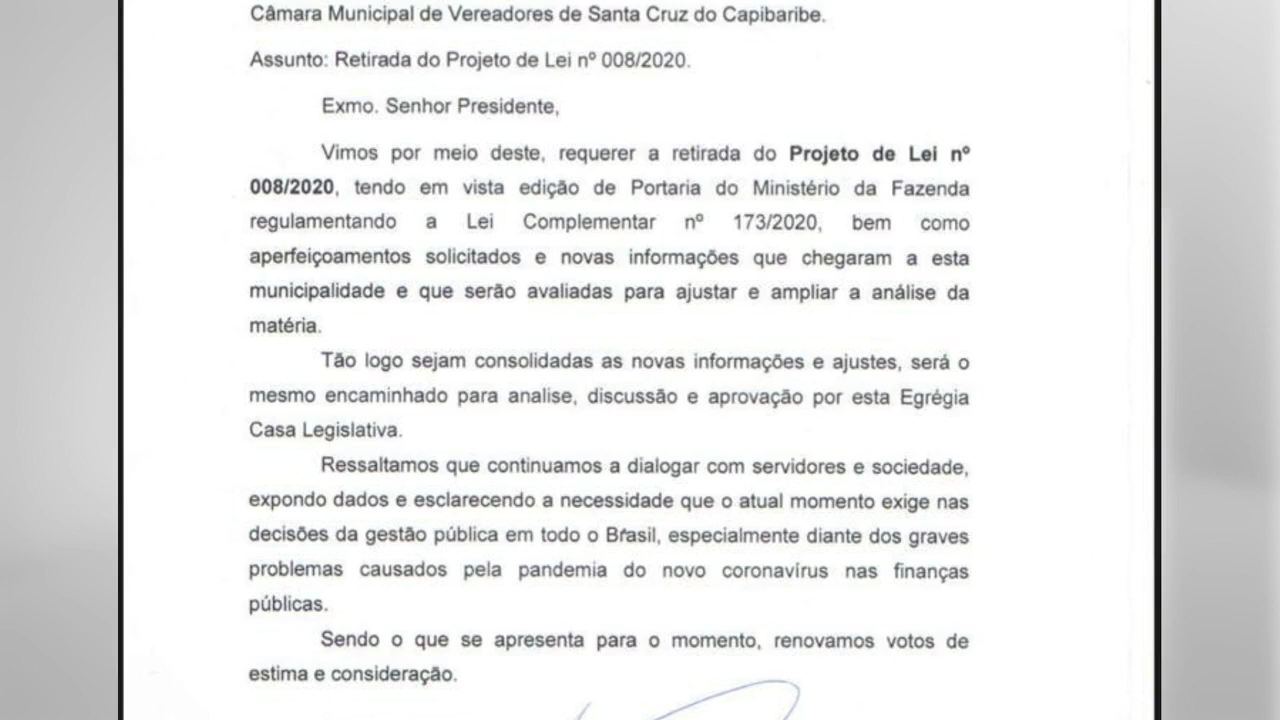 Câmara Municipal de Vereadores de Santa Cruz do Capibaribe.
Assunto: Retirada do Projeto de Lei nº 008/2020.
Exmo. Senhor Presidente,
Vimos por meio deste, requerer a retirada do Projeto de Lei nº
008/2020, tendo em vista edição de Portaria do Ministério da Fazenda
regulamentando a Lei Complementar nº 173/2020, bem como
aperfeiçoamentos solicitados e novas informações que chegaram a esta
municipalidade e que serão avaliadas para ajustar e ampliar a análise da
matéria.
Tão logo sejam consolidadas as novas informações e ajustes, será o
mesmo encaminhado para analise, discussão e aprovação por esta Egrégia
Casa Legislativa.
Ressaltamos que continuamos a dialogar com servidores e sociedade,
expondo dados e esclarecendo a necessidade que o atual momento exige nas
decisões da gestão pública em todo o Brasil, especialmente diante dos graves
problemas causados pela pandemia do novo coronavírus nas finanças
públicas.
Sendo o que se apresenta para o momento, renovamos votos de
estima e consideração.